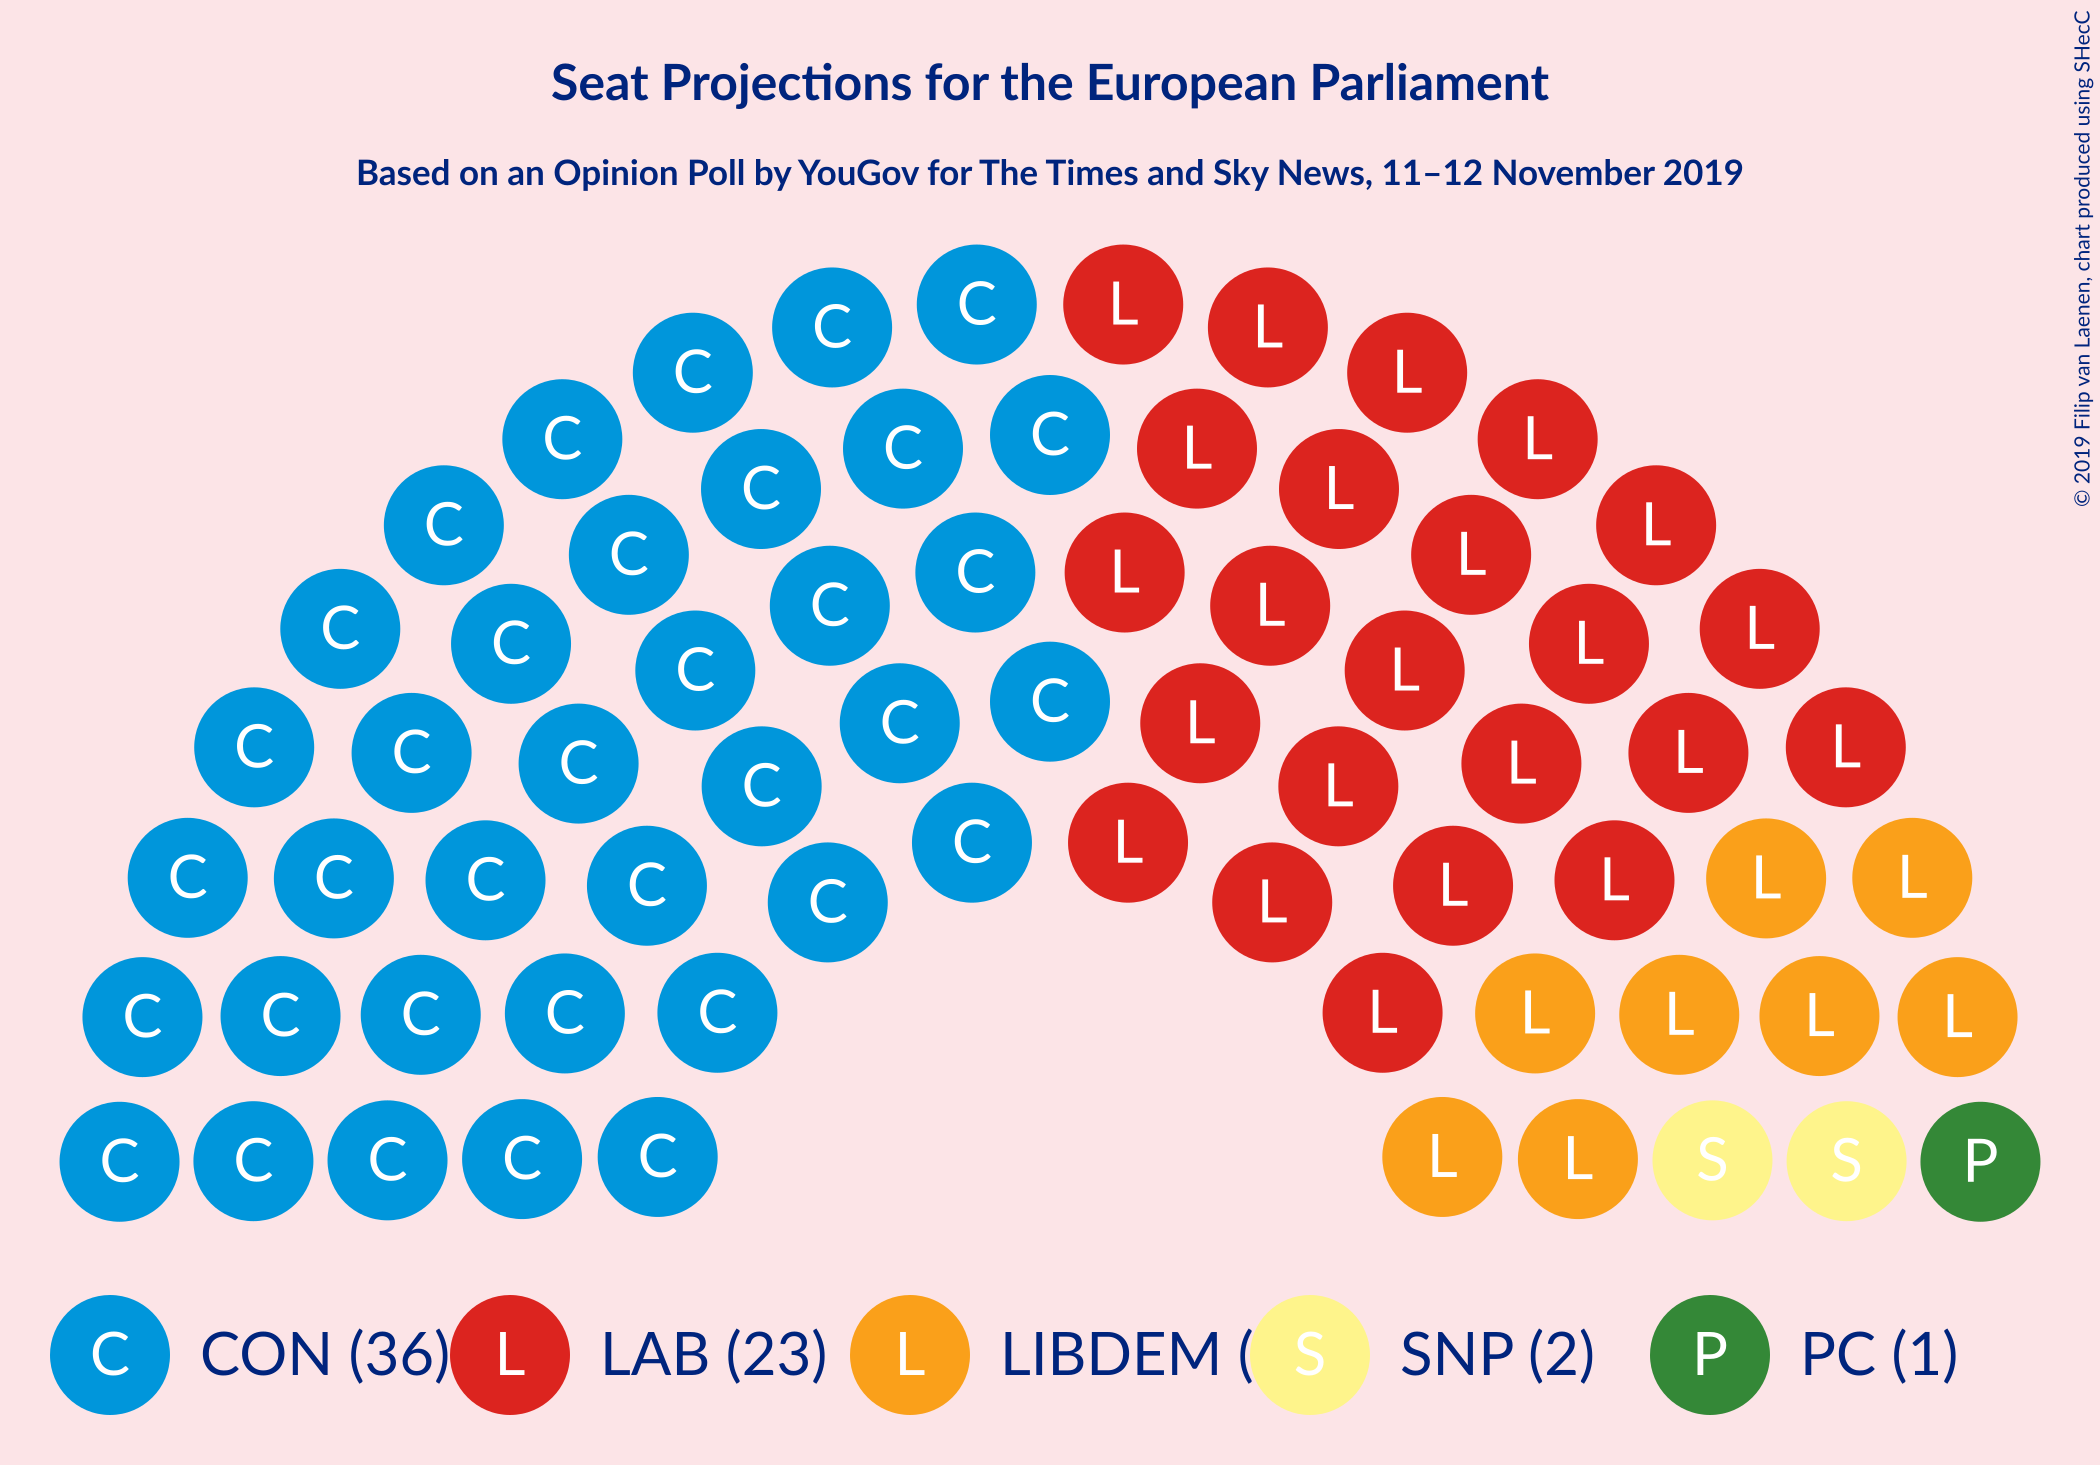 Seat Projections for the European Parliament
Based on an Opinion Poll by YouGov for The Times and Sky News, 11–12 November 2019
© 2019 Filip van Laenen, chart produced using SHecC
C C L L
C C C L L L
C C C L L L
C C C L L L
C C C L L L
C C C L L L
C C C L L L
C C C L L L
C C C L L L
C C C C L L L L
C C C C C L L L L L
C C C C C L L L L L
C C C C C L L S S P
C CON (36) L LAB (23) L LIBDEM ( S SNP (2) P PC (1)